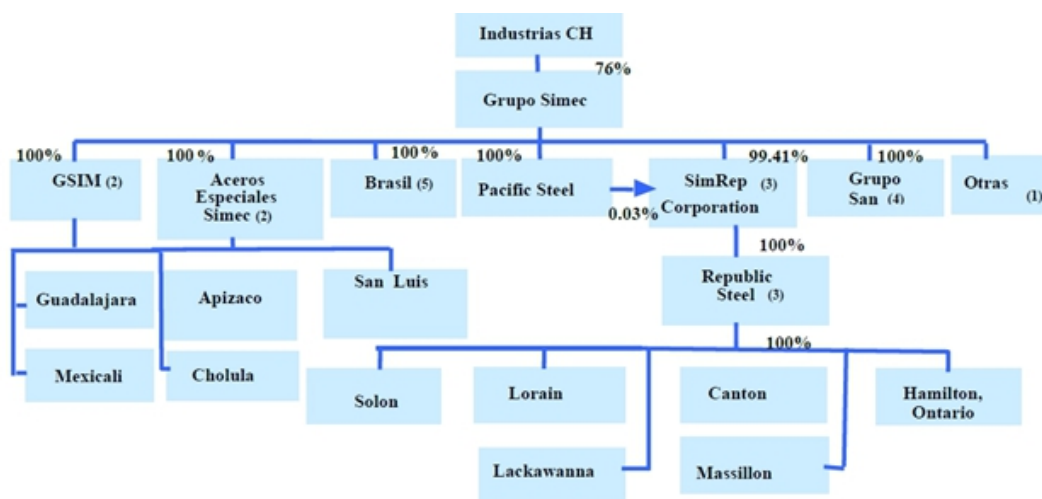 Industrias CH
76%
Grupo Simec
100%
100%
100%
100%
99.41%
100%
GSIM (2)
Aceros
Especiales
Simec (2)
Brasil (5)
Pacific Steel
0.03%
SimRep (3)
Corporation
Grupo
San (4)
Otras (1)
100%
Guadalajara
Apizaco
San Luis
Republic
Steel (3)
100%
Mexicali
Cholula
Solon
Lorain
Canton
Hamilton,
Ontario
Lackawanna
Massillon